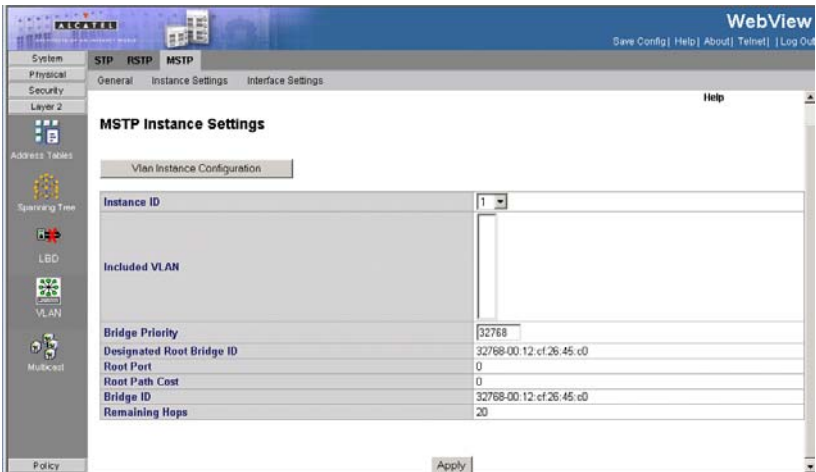 ALCATEL
WebView
Save Config| Help| About| Telnet| |Log Out
System
Physical
Security
Layer 2
Address Tables
Spanning Tree
LBD
VLAN
Multicast
Policy
STP RSTP MSTP
General Instance Settings Interface Settings
Help
MSTP Instance Settings
Vlan Instance Configuration
Instance ID 1
Included VLAN
Bridge Priority 32768
Designated Root Bridge ID 32768-00:12:cf:26:45:c0
Root Port 0
Root Path Cost 0
Bridge ID 32768-00:12:cf:26:45:c0
Remaining Hops 20
Apply